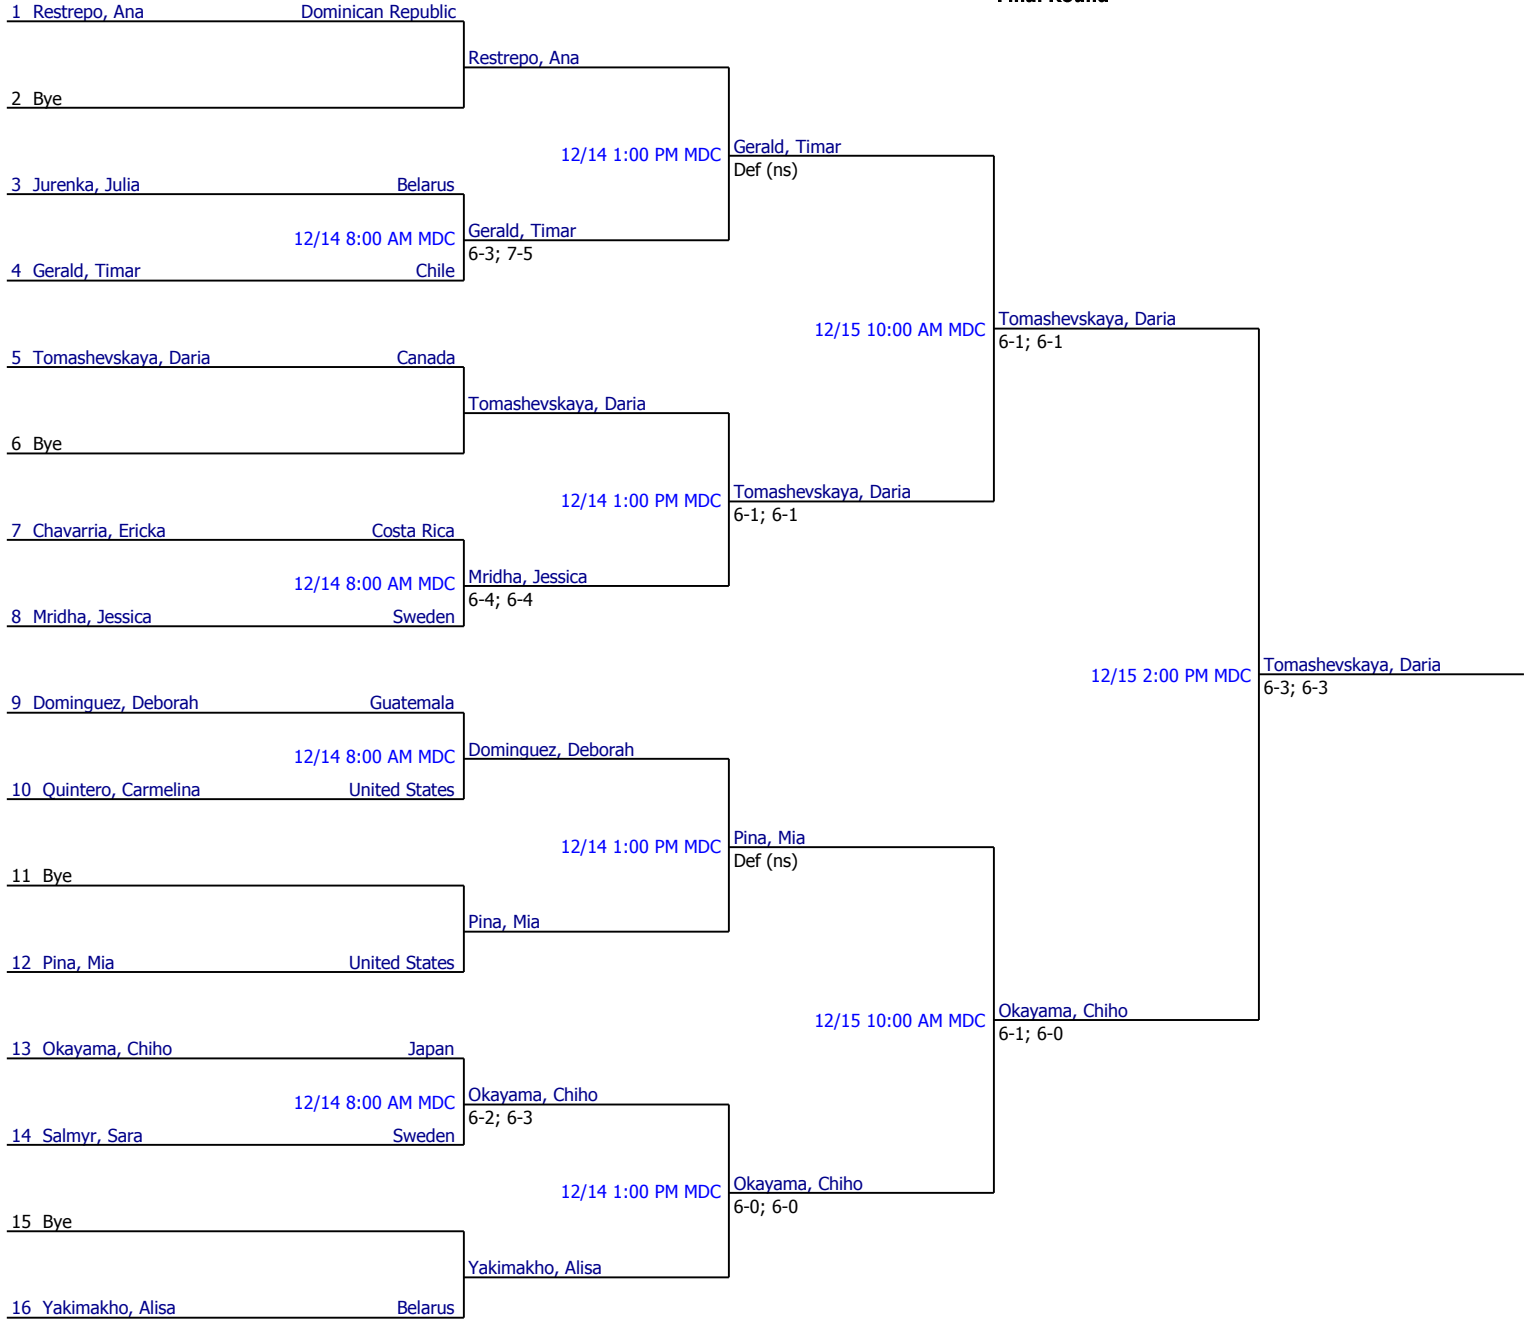 1 Restrepo, Ana Dominican Republic
Restrepo, Ana
2 Bye
12/14 1:00 PM MDC Gerald, Timar
Def (ns)
3 Jurenka, Julia Belarus
12/14 8:00 AM MDC Gerald, Timar
6-3; 7-5
4 Gerald, Timar Chile
12/15 10:00 AM MDC Tomashevskaya, Daria
6-1; 6-1
5 Tomashevskaya, Daria Canada
Tomashevskaya, Daria
6 Bye
12/14 1:00 PM MDC Tomashevskaya, Daria
6-1; 6-1
7 Chavarria, Ericka Costa Rica
12/14 8:00 AM MDC Mridha, Jessica
6-4; 6-4
8 Mridha, Jessica Sweden
12/15 2:00 PM MDC Tomashevskaya, Daria
6-3; 6-3
9 Dominguez, Deborah Guatemala
12/14 8:00 AM MDC Dominguez, Deborah
10 Quintero, Carmelina United States
12/14 1:00 PM MDC Pina, Mia
Def (ns)
11 Bye
Pina, Mia
12 Pina, Mia United States
12/15 10:00 AM MDC Okayama, Chiho
6-1; 6-0
13 Okayama, Chiho Japan
12/14 8:00 AM MDC Okayama, Chiho
6-2; 6-3
14 Salmyr, Sara Sweden
12/14 1:00 PM MDC Okayama, Chiho
6-0; 6-0
15 Bye
Yakimakho, Alisa
16 Yakimakho, Alisa Belarus